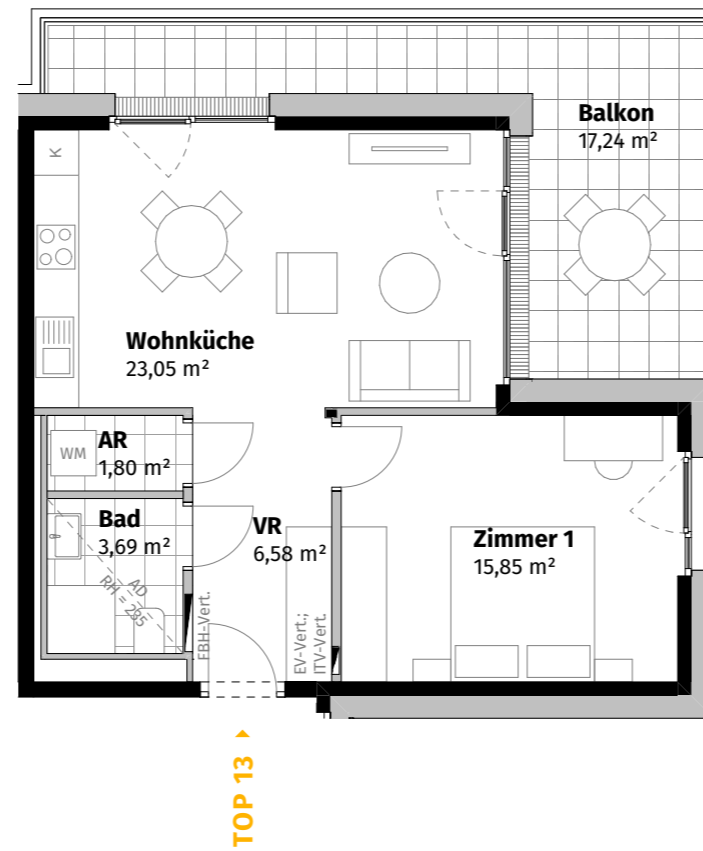 Balkon
17,24 m²
K
Wohnküche
23,05 m²
AR
1,80 m²
WM
Bad
3,69 m²
VR
6,58 m²
Zimmer 1
15,85 m²
AD
RH = 235
FBH-Vert.
EV-Vert.;
ITV-Vert.
TOP 13